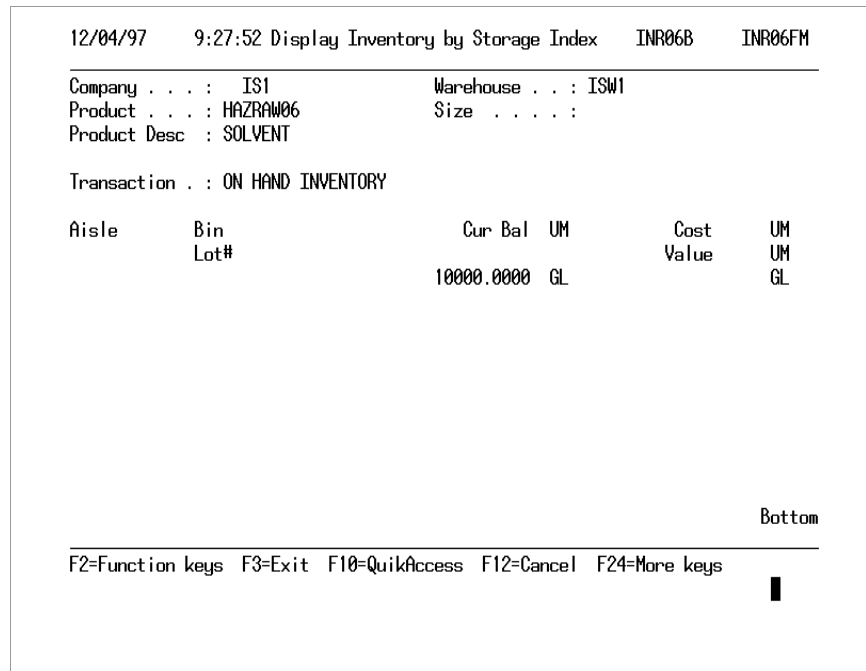 12/04/97 9:27:52 Display Inventory by Storage Index INR06B INR06FM
Company . . . : IS1 Warehouse . . : ISW1
Product . . . : HAZRAW06 Size . . . . :
Product Desc : SOLVENT
Transaction . : ON HAND INVENTORY
Aisle Bin Cur Bal UM Cost UM
Lot# Value UM
10000.0000 GL GL
Bottom
F2=Function keys F3=Exit F10=QuikAccess F12=Cancel F24=More keys